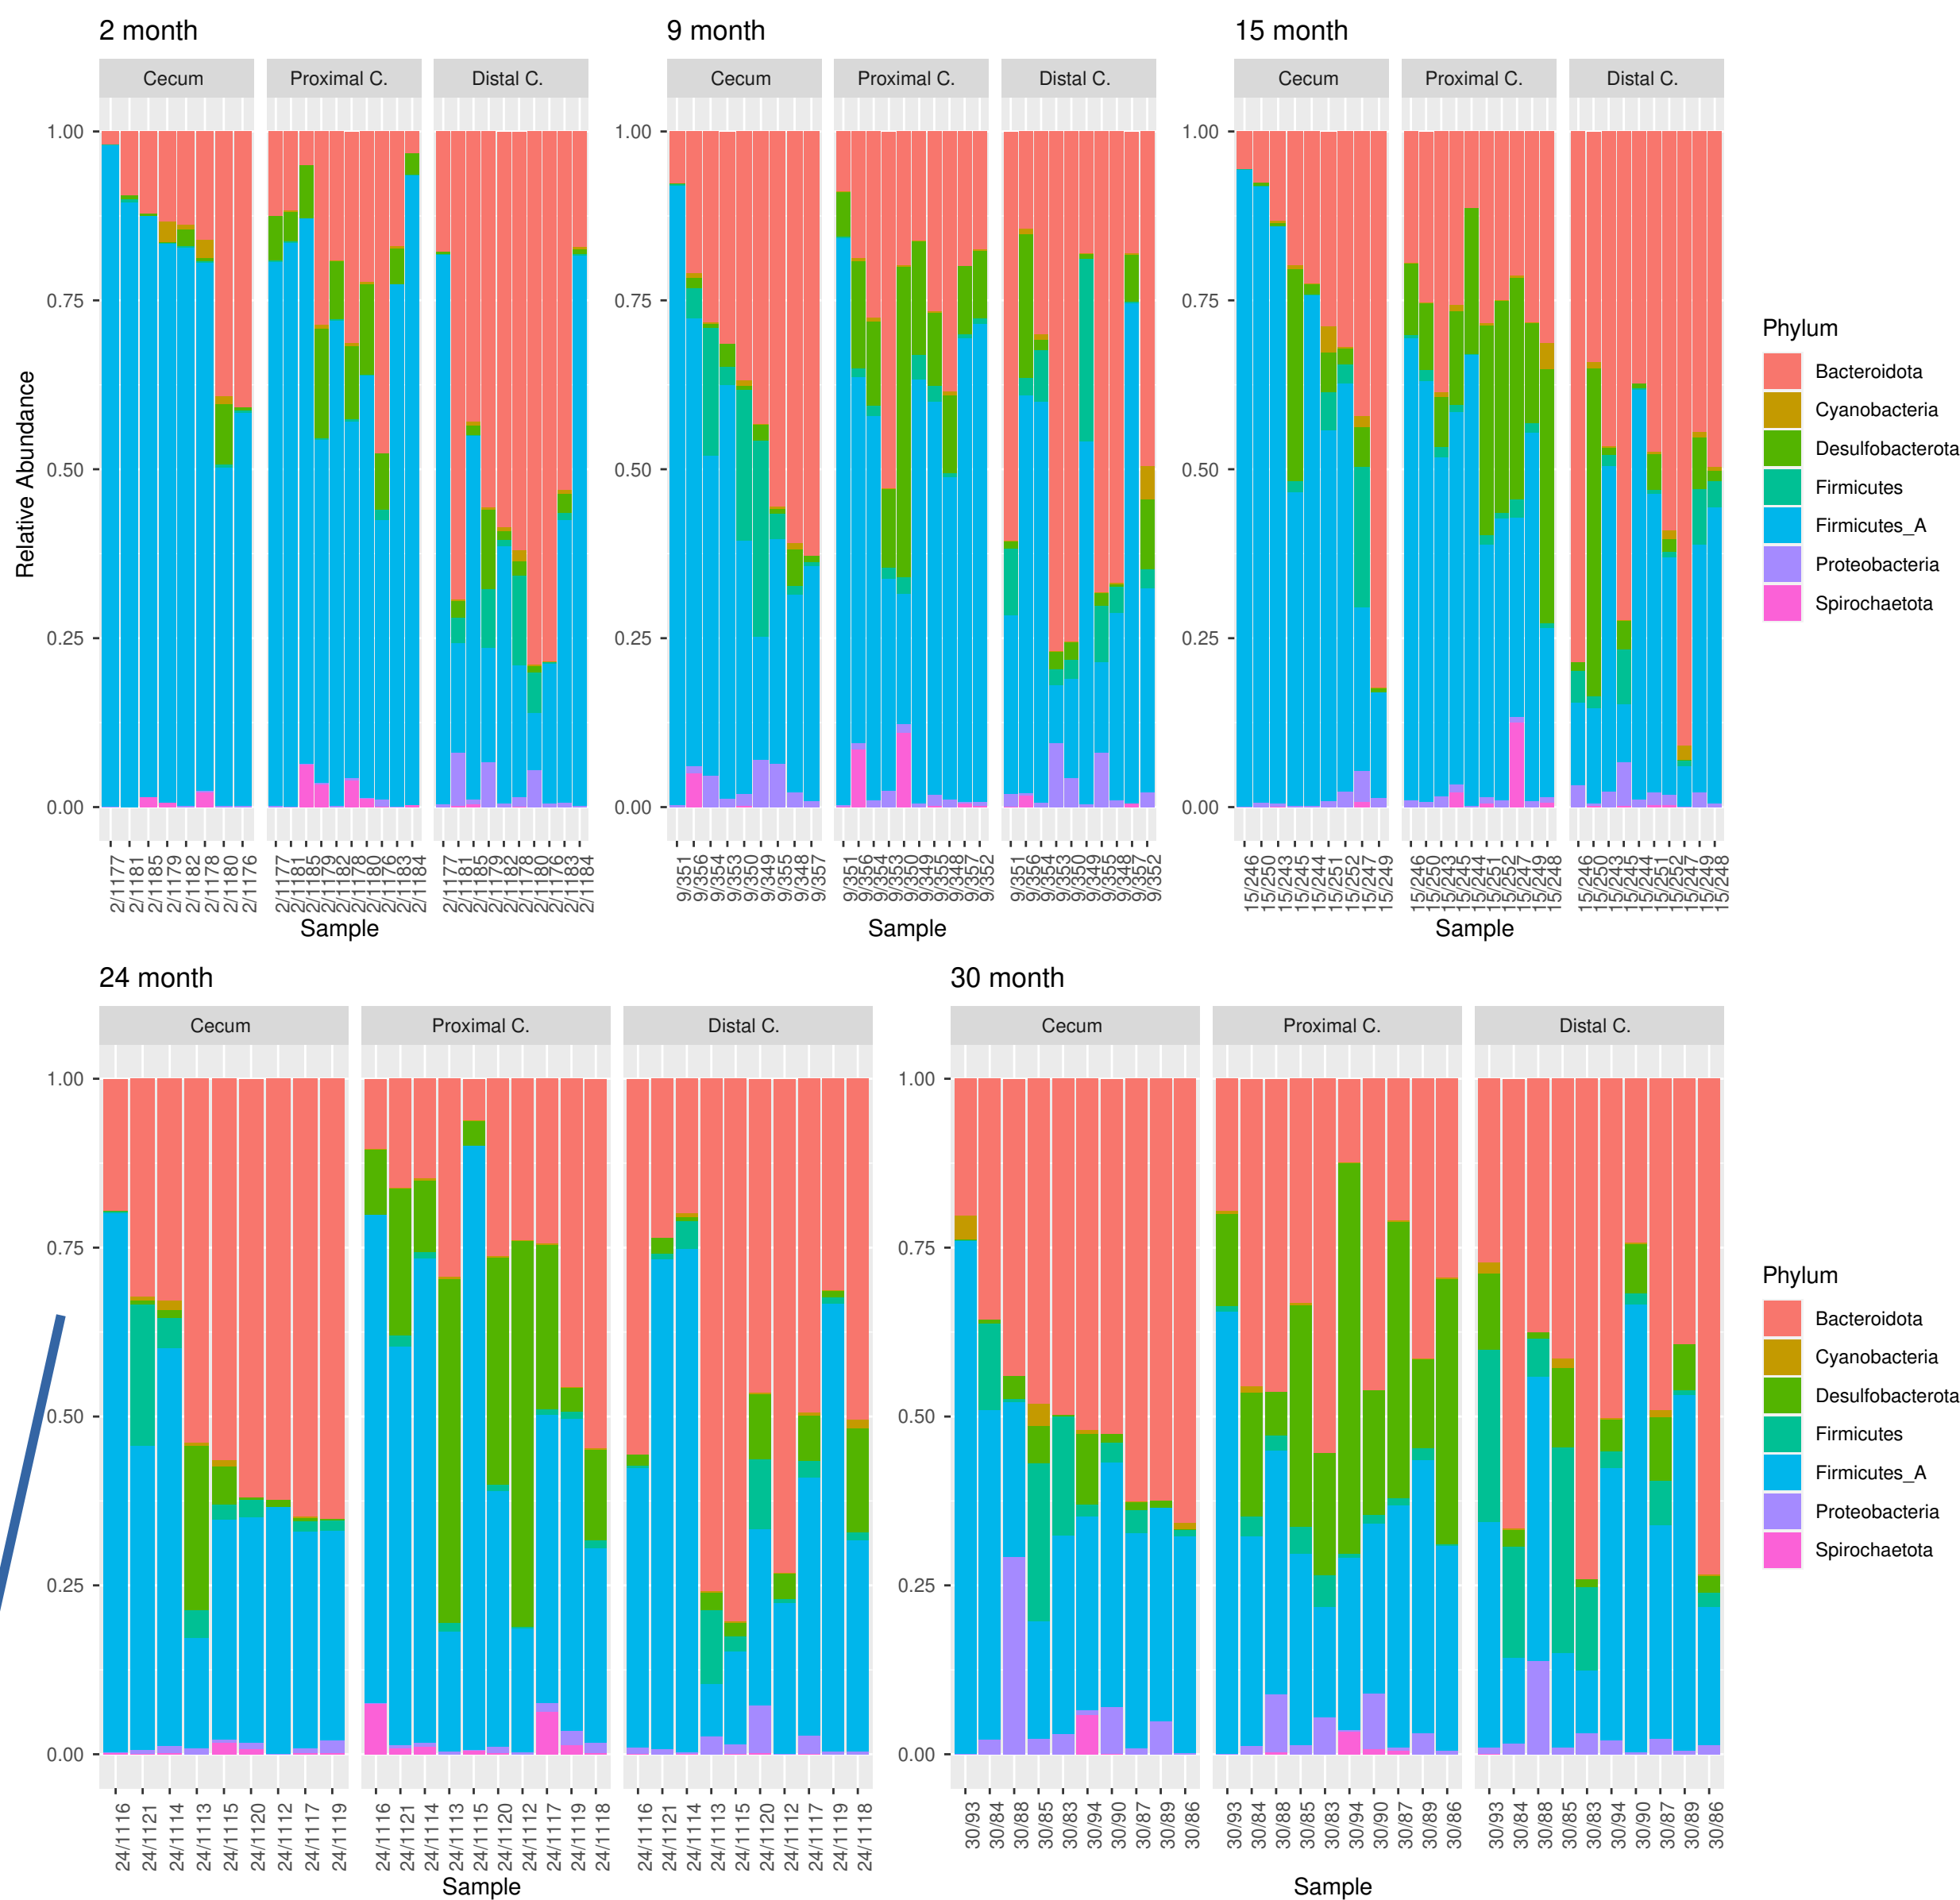 2 month
9 month
15 month
Cecum Proximal C. Distal C.
Cecum Proximal C. Distal C.
Cecum Proximal C. Distal C.
Relative Abundance
1.00
0.75
0.50
0.25
0.00
1.00
0.75
0.50
0.25
0.00
1.00
0.75
0.50
0.25
0.00
2/1177 2/1181 2/1185 2/1179 2/1182 2/1178 2/1180 2/1176
2/1177 2/1181 2/1185 2/1179 2/1182 2/1178 2/1180 2/1176 2/1183 2/1184
2/1177 2/1181 2/1185 2/1179 2/1182 2/1178 2/1180 2/1176 2/1183 2/1184
9/351 9/356 9/354 9/353 9/350 9/349 9/355 9/348 9/357
9/351 9/356 9/354 9/353 9/350 9/349 9/355 9/348 9/357 9/352
9/351 9/356 9/354 9/353 9/350 9/349 9/355 9/348 9/357 9/352
15/246 15/250 15/243 15/245 15/244 15/251 15/252 15/247 15/249
15/246 15/250 15/243 15/245 15/244 15/251 15/252 15/247 15/249 15/248
15/246 15/250 15/243 15/245 15/244 15/251 15/252 15/247 15/249 15/248
Sample
Sample
Sample
Phylum
Bacteroidota
Cyanobacteria
Desulfobacterota
Firmicutes
Firmicutes_A
Proteobacteria
Spirochaetota
24 month
30 month
Cecum Proximal C. Distal C.
Cecum Proximal C. Distal C.
1.00
0.75
0.50
0.25
0.00
1.00
0.75
0.50
0.25
0.00
24/1116 24/1121 24/1114 24/1113 24/1115 24/1120 24/1112 24/1117 24/1119
24/1116 24/1121 24/1114 24/1113 24/1115 24/1120 24/1112 24/1117 24/1119 24/1118
24/1116 24/1121 24/1114 24/1113 24/1115 24/1120 24/1112 24/1117 24/1119 24/1118
30/93 30/84 30/88 30/85 30/83 30/94 30/90 30/87 30/89 30/86
30/93 30/84 30/88 30/85 30/83 30/94 30/90 30/87 30/89 30/86
30/93 30/84 30/88 30/85 30/83 30/94 30/90 30/87 30/89 30/86
Sample
Sample
Phylum
Bacteroidota
Cyanobacteria
Desulfobacterota
Firmicutes
Firmicutes_A
Proteobacteria
Spirochaetota